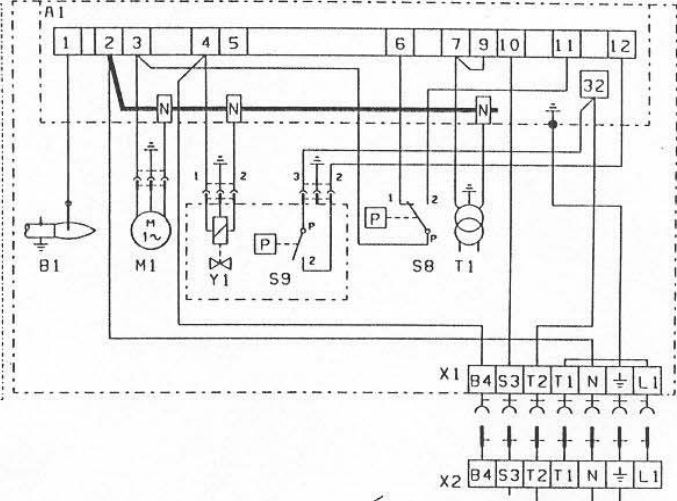 A1
1 2 3 4 5 6 7 9 10 11 12
N N N 32
1 2 3 2 1 2
M
1~
P P P P
B1 M1 Y1 S9 S8 T1
2
X1 B4 S3 T2 T1 N L1
X2 B4 S3 T2 T1 N L1